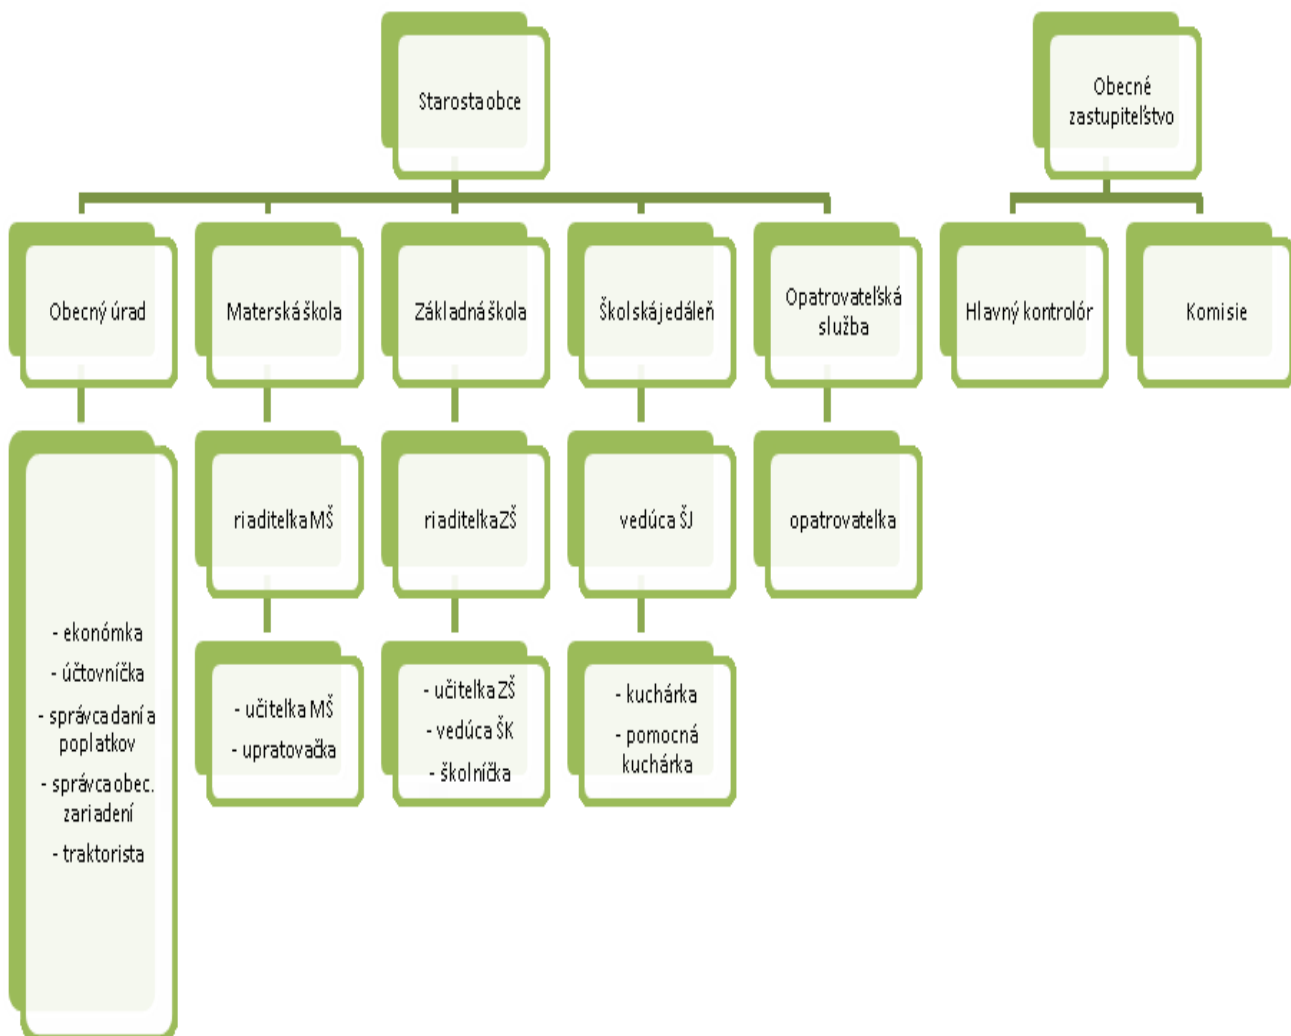 Starosta obce
Obecné
zastupiteľstvo
Obecný úrad
Materská škola
Základná škola
Školská jedáleň
Opatrovateľská
služba
Hlavný kontrolór
Komisie
riaditeľka MŠ
riaditeľka ZŠ
vedúca ŠJ
opatrovateľka
- ekonómka
- účtovníčka
- správca daní a
poplatkov
- správca obec.
zariadení
- traktorista
- učiteľka MŠ
- upratovačka
- učiteľka ZŠ
- vedúca ŠK
- školníčka
- kuchárka
- pomocná
kuchárka